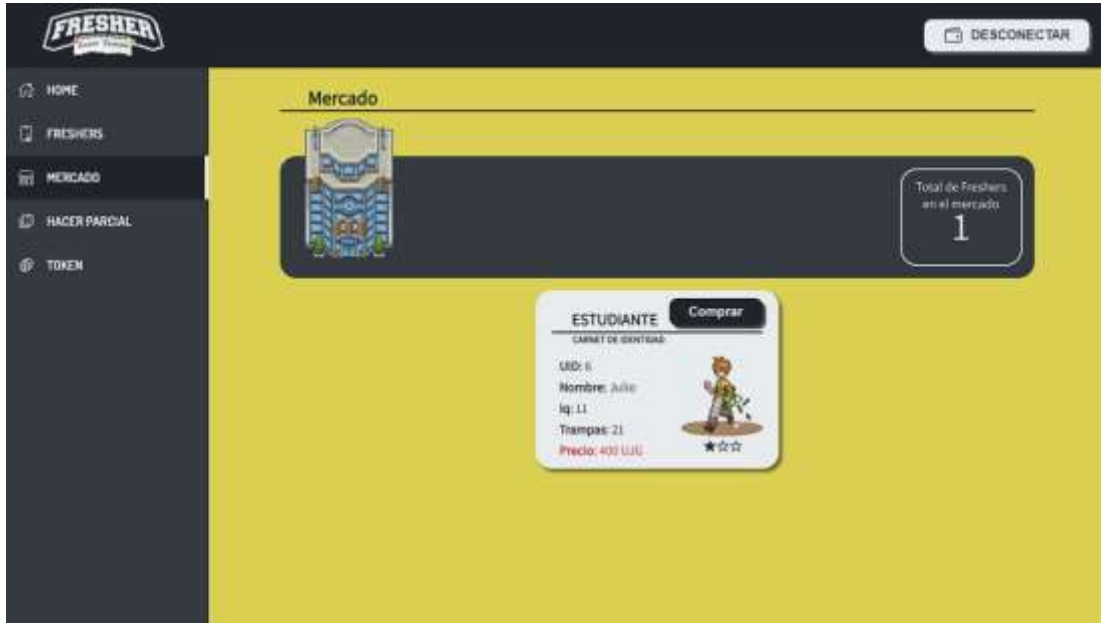 FRESHER
DESCONECTAR
HOME
FRESHERS
MERCADO
HACER PARCIAL
TOKEN
Mercado
Total de Freshers
en el mercado
1
ESTUDIANTE
Comprar
CARNET DE IDENTIDAD
UID: 6
Nombre: Julio
Iq: 11
Trampas: 21
Precio: 400